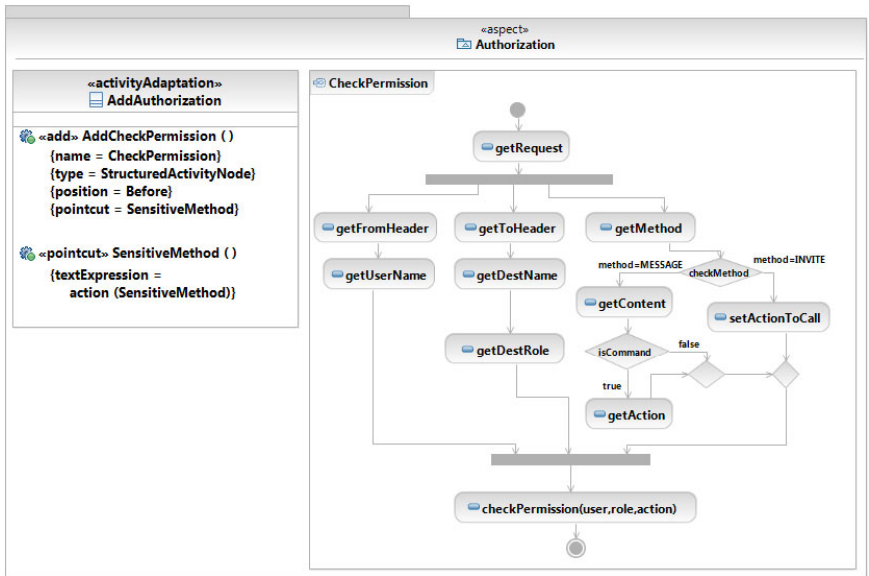 «aspect»
Authorization
«activityAdaptation»
AddAuthorization
«add» AddCheckPermission ( )
{name = CheckPermission}
{type = StructuredActivityNode}
{position = Before}
{pointcut = SensitiveMethod}
«pointcut» SensitiveMethod ( )
{textExpression =
action (SensitiveMethod)}
CheckPermission
getRequest
getFromHeader
getToHeader
getMethod
getUserName
getDestName
method=MESSAGE
checkMethod
method=INVITE
getContent
setActionToCall
getDestRole
isCommand
false
true
getAction
checkPermission(user,role,action)